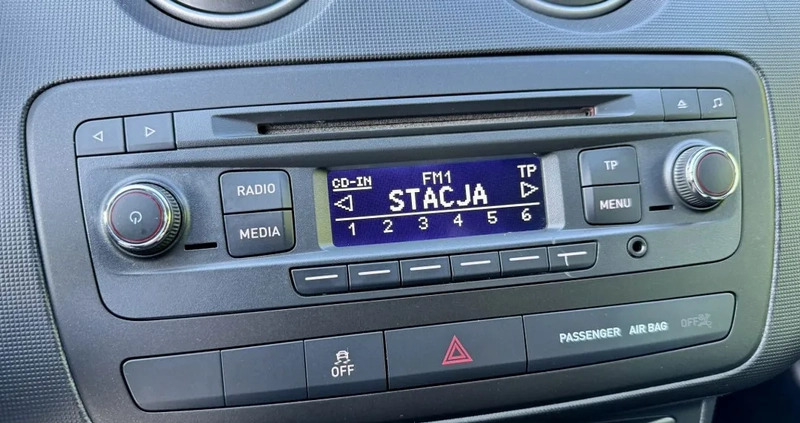 CD-IN FM1 TP
STACJA
1 2 3 4 5 6
RADIO
MEDIA
TP
MENU
OFF
PASSENGER AIR BAG OFF